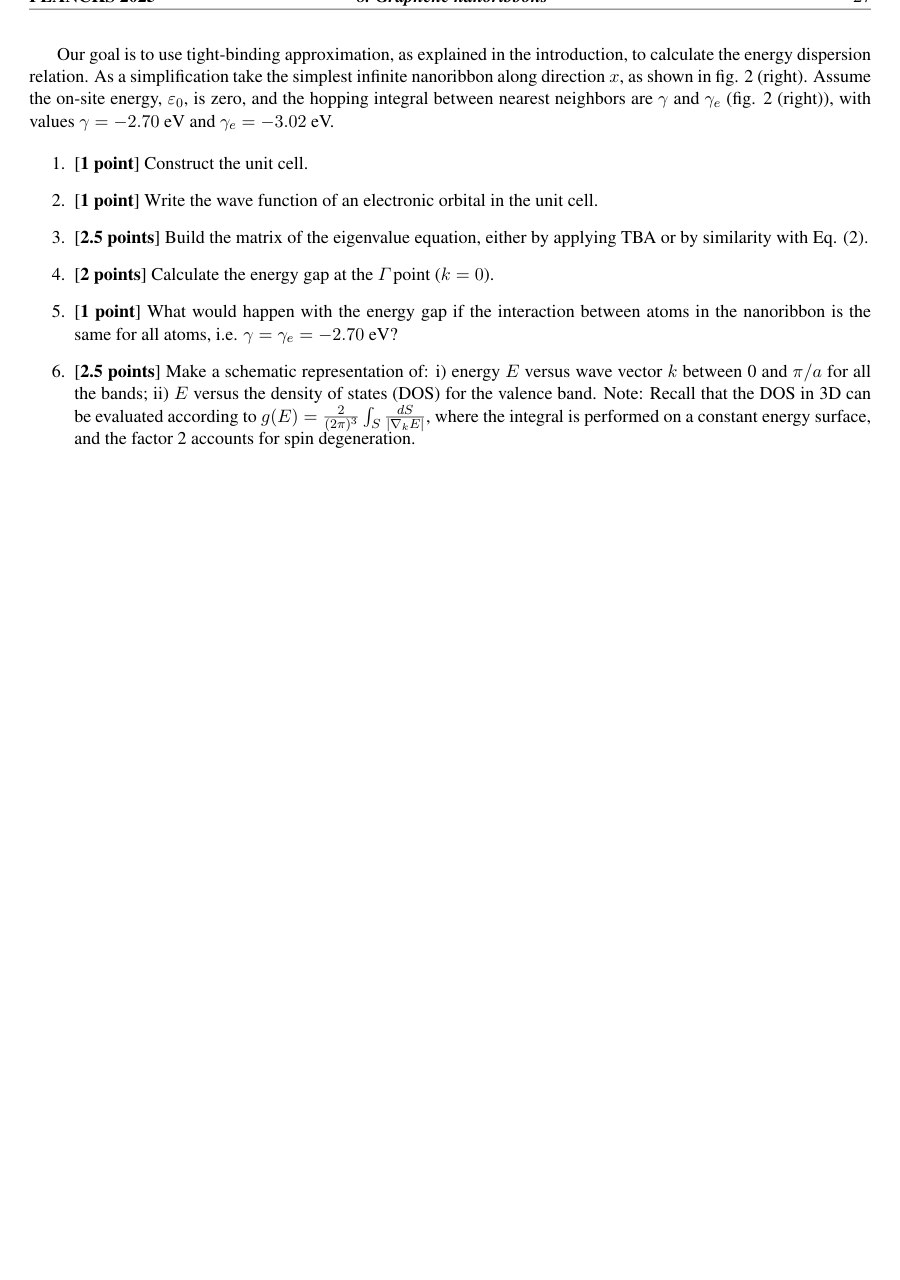 PLANCKS 2023 8. Graphene nanoribbons 27
Our goal is to use tight-binding approximation, as explained in the introduction, to calculate the energy dispersion
relation. As a simplification take the simplest infinite nanoribbon along direction x, as shown in fig. 2 (right). Assume
the on-site energy, ε₀, is zero, and the hopping integral between nearest neighbors are γ and γₑ (fig. 2 (right)), with
values γ = −2.70 eV and γₑ = −3.02 eV.
1. [1 point] Construct the unit cell.
2. [1 point] Write the wave function of an electronic orbital in the unit cell.
3. [2.5 points] Build the matrix of the eigenvalue equation, either by applying TBA or by similarity with Eq. (2).
4. [2 points] Calculate the energy gap at the Γ point (k = 0).
5. [1 point] What would happen with the energy gap if the interaction between atoms in the nanoribbon is the
same for all atoms, i.e. γ = γₑ = −2.70 eV?
6. [2.5 points] Make a schematic representation of: i) energy E versus wave vector k between 0 and π/a for all
the bands; ii) E versus the density of states (DOS) for the valence band. Note: Recall that the DOS in 3D can
be evaluated according to g(E) = 2/(2π)³ ∫_S dS/|∇ₖE|, where the integral is performed on a constant energy surface,
and the factor 2 accounts for spin degeneration.